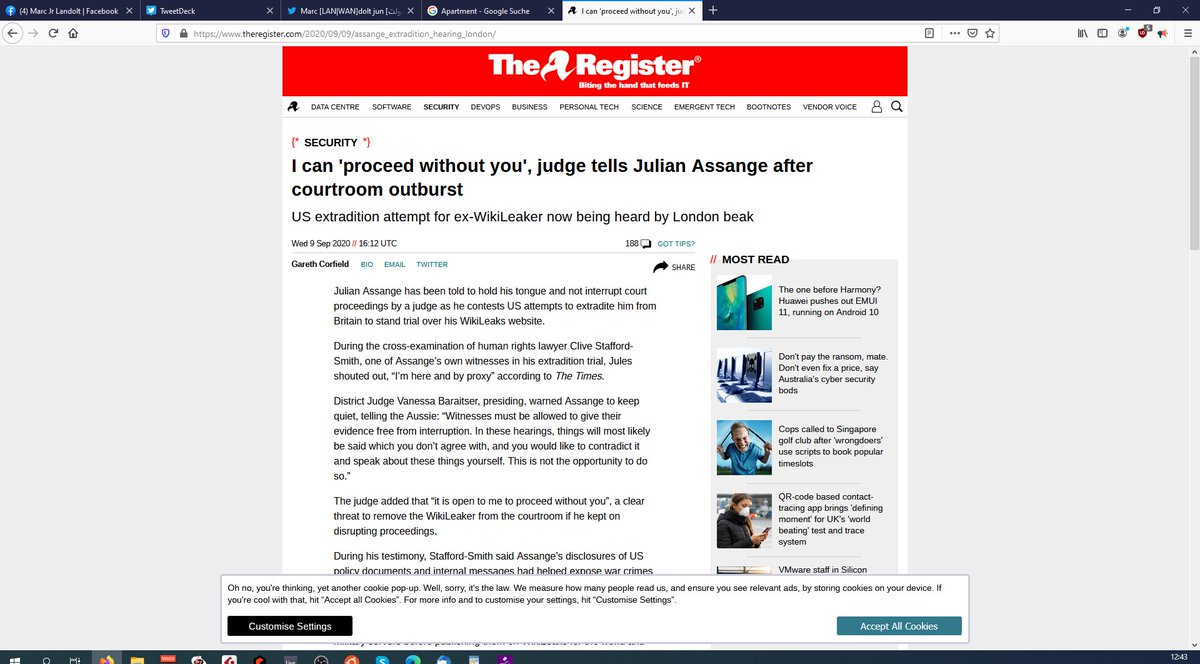 (4) Marc Jr Landolt | Facebook
TweetDeck
Marc [LAN|WAN]dolt jun
Apartment - Google Suche
I can 'proceed without you', ju
https://www.theregister.com/2020/09/09/assange_extradition_hearing_london/
The Register®
Biting the hand that feeds IT
DATA CENTRE SOFTWARE SECURITY DEVOPS BUSINESS PERSONAL TECH SCIENCE EMERGENT TECH BOOTNOTES VENDOR VOICE
{* SECURITY *}
I can 'proceed without you', judge tells Julian Assange after
courtroom outburst
US extradition attempt for ex-WikiLeaker now being heard by London beak
Wed 9 Sep 2020 // 16:12 UTC
188 GOT TIPS?
Gareth Corfield BIO EMAIL TWITTER
SHARE
Julian Assange has been told to hold his tongue and not interrupt court
proceedings by a judge as he contests US attempts to extradite him from
Britain to stand trial over his WikiLeaks website.
During the cross-examination of human rights lawyer Clive Stafford-
Smith, one of Assange's own witnesses in his extradition trial, Jules
shouted out, "I'm here and by proxy" according to The Times.
District Judge Vanessa Baraitser, presiding, warned Assange to keep
quiet, telling the Aussie: "Witnesses must be allowed to give their
evidence free from interruption. In these hearings, things will most likely
be said which you don't agree with, and you would like to contradict it
and speak about these things yourself. This is not the opportunity to do
so."
The judge added that "it is open to me to proceed without you", a clear
threat to remove the WikiLeaker from the courtroom if he kept on
disrupting proceedings.
During his testimony, Stafford-Smith said Assange's disclosures of US
policy documents and internal messages had helped expose war crimes
// MOST READ
The one before Harmony?
Huawei pushes out EMUI
11, running on Android 10
Don't pay the ransom, mate.
Don't even fix a price, say
Australia's cyber security
bods
Cops called to Singapore
golf club after 'wrongdoers'
use scripts to book popular
timeslots
QR-code based contact-
tracing app brings 'defining
moment' for UK's 'world
beating' test and trace
system
VMware staff in Silicon
Oh no, you're thinking, yet another cookie pop-up. Well, sorry, it's the law. We measure how many people read us, and ensure you see relevant ads, by storing cookies on your device. If
you're cool with that, hit "Accept all Cookies". For more info and to customise your settings, hit "Customise Settings".
Customise Settings
Accept All Cookies
12:43